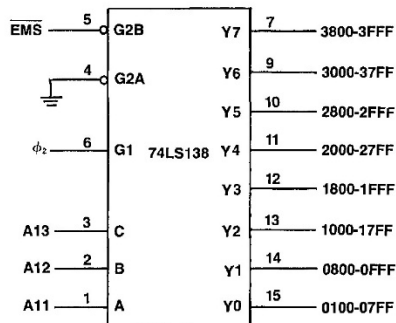 EMS 5 G2B Y7 7 3800-3FFF
4 G2A Y6 9 3000-37FF
Y5 10 2800-2FFF
ϕ₂ 6 G1 74LS138 Y4 11 2000-27FF
Y3 12 1800-1FFF
A13 3 C Y2 13 1000-17FF
A12 2 B Y1 14 0800-0FFF
A11 1 A Y0 15 0100-07FF